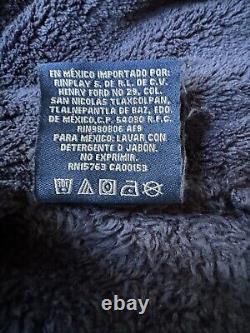 EN MÉXICO IMPORTADO POR:
RINPLAY S. DE R.L. DE C.V.
HENRY FORD NO 29, COL.
SAN NICOLAS TLAXCOLPAN,
TLALNEPANTLA DE BAZ, EDO.
DE MEXICO,C.P. 54030 R.F.C.
RIN980806 AE9
PARA MÉXICO: LAVAR CON
DETERGENTE O JABÓN.
NO EXPRIMIR.
RN15763 CA00153